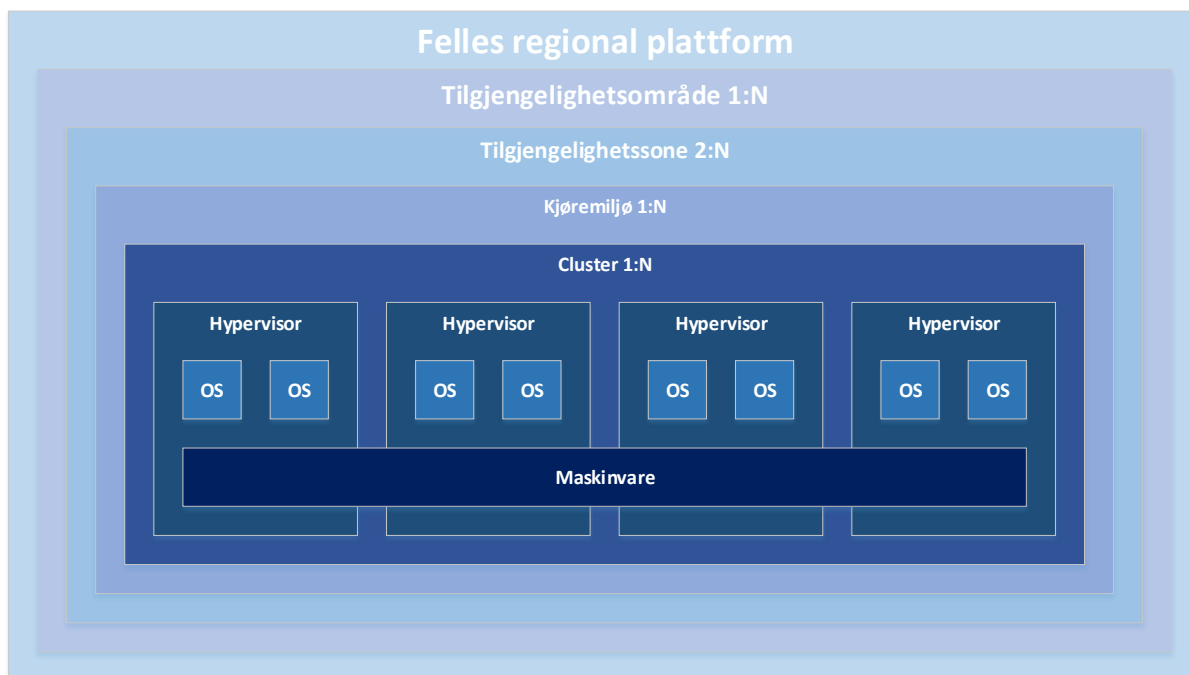 Felles regional plattform
Tilgjengelighetsområde 1:N
Tilgjengelighetssone 2:N
Kjøremiljø 1:N
Cluster 1:N
Hypervisor Hypervisor Hypervisor Hypervisor
OS OS OS OS OS OS OS OS
Maskinvare